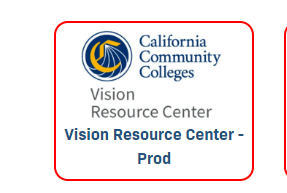 California
Community
Colleges
Vision
Resource Center
Vision Resource Center -
Prod